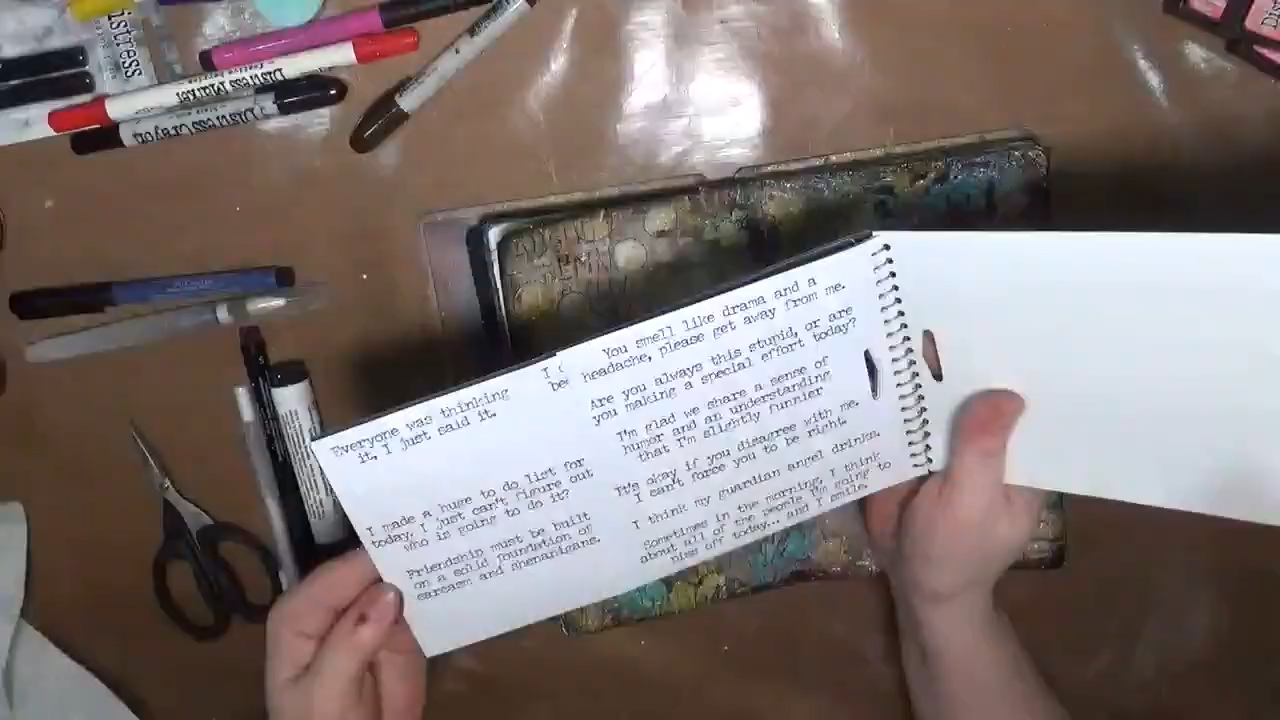 istress
Distress Marker
Distress Crayon
Everyone was thinking
it, I just said it.
I made a huge to do list for
today, I just can't figure out
who is going to do it?
Friendship must be built
on a solid foundation of
sarcasm and shenanigans.
I
be
You smell like drama and a
headache, please get away from me.
Are you always this stupid, or are
you making a special effort today?
I'm glad we share a sense of
humor and an understanding
that I'm slightly funnier
It's okay if you disagree with me.
I can't force you to be right.
I think my guardian angel drinks.
Sometimes in the morning, I think
about all of the people I'm going to
piss off today... and I smile.